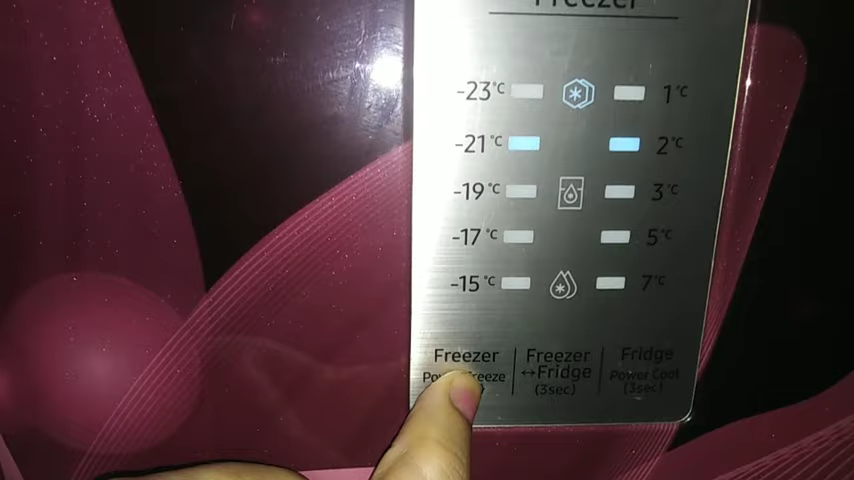 Freezer
-23°C 1°C
-21°C 2°C
-19°C 3°C
-17°C 5°C
-15°C 7°C
Freezer Freezer Fridge
↔Fridge Power Cool
(3sec) (3sec)